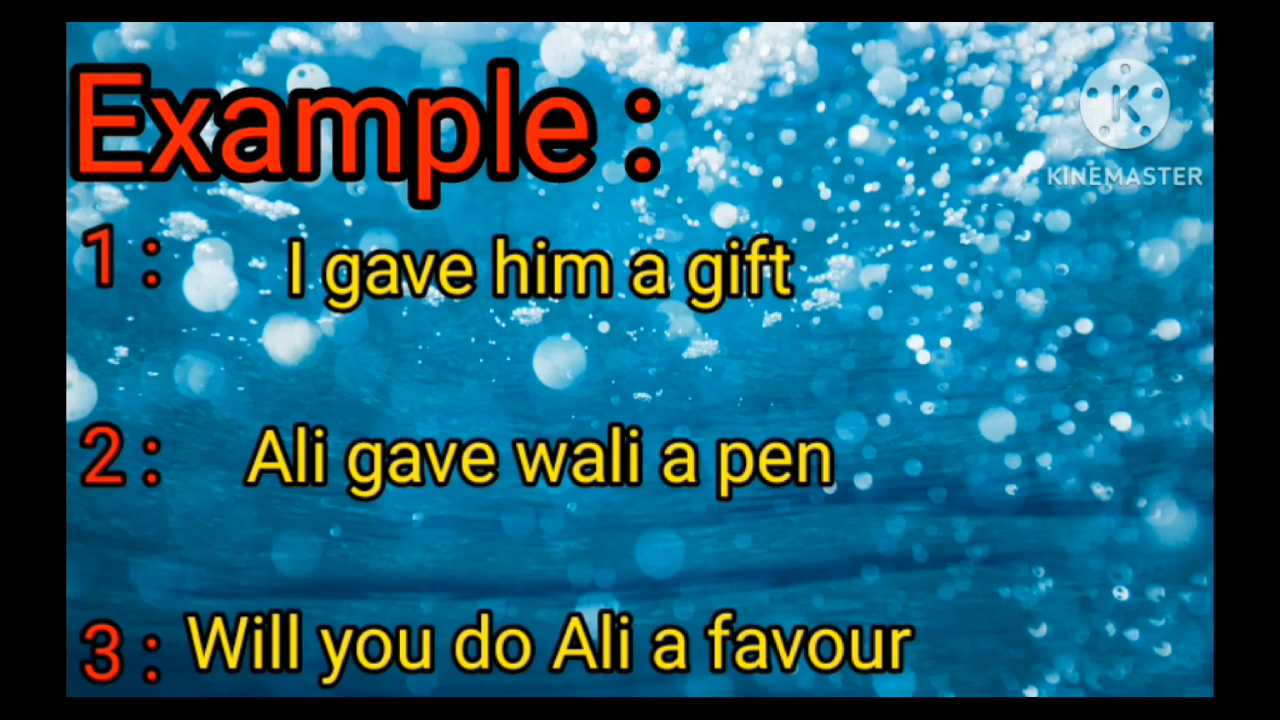 Example :
KINEMASTER
1 : I gave him a gift
2 : Ali gave wali a pen
3 : Will you do Ali a favour